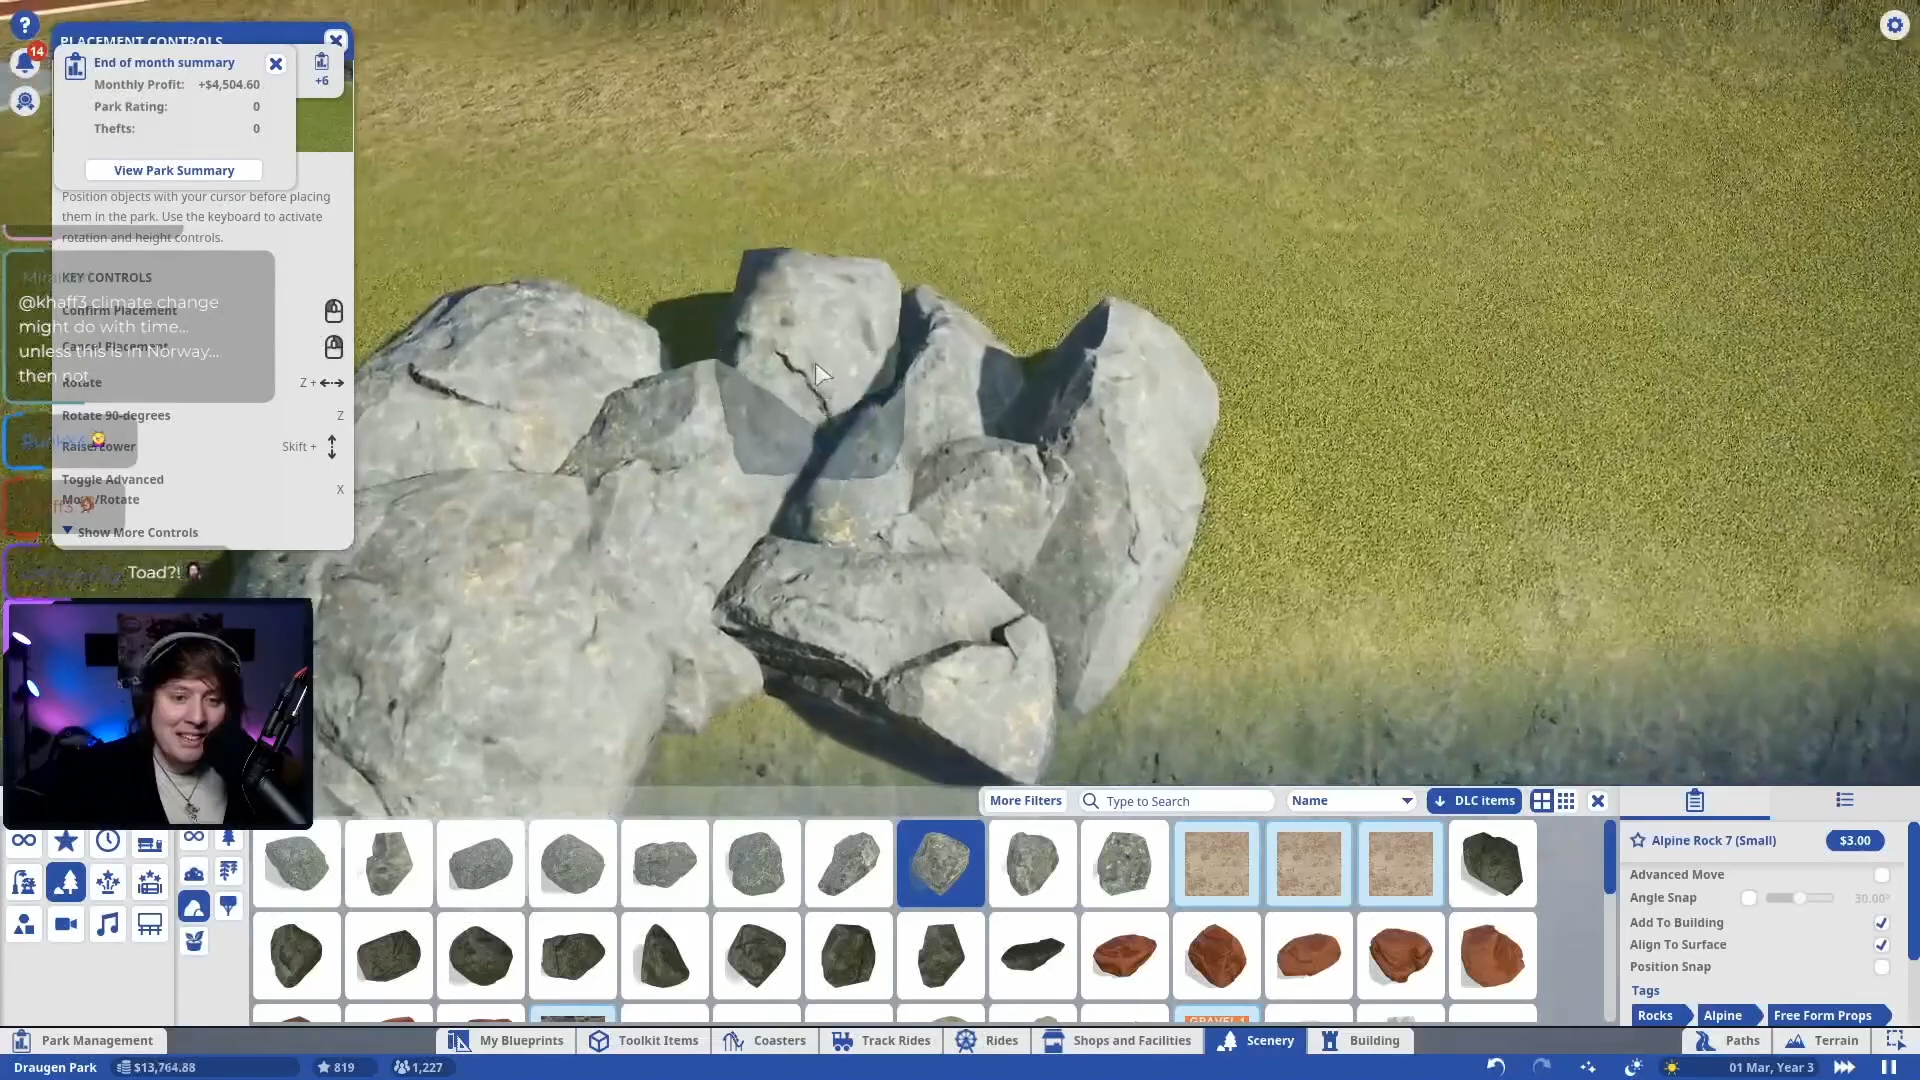 ?
14
PLACEMENT CONTROLS
End of month summary
Monthly Profit: +$4,504.60
Park Rating: 0
Thefts: 0
+6
View Park Summary
Position objects with your cursor before placing
them in the park. Use the keyboard to activate
rotation and height controls.
KEY CONTROLS
@khaff3 climate change
might do with time...
unless this is in Norway...
then not
Confirm Placement
Cancel Placement
Rotate Z +
Rotate 90-degrees Z
Raise/Lower Skift +
Toggle Advanced
Move/Rotate X
Show More Controls
Toad?!
More Filters
Type to Search
Name
DLC items
Alpine Rock 7 (Small) $3.00
Advanced Move
Angle Snap 30.00°
Add To Building
Align To Surface
Position Snap
Tags
Rocks Alpine Free Form Props
GRAVEL 1
Park Management
My Blueprints
Toolkit Items
Coasters
Track Rides
Rides
Shops and Facilities
Scenery
Building
Paths
Terrain
Draugen Park
$13,764.88
819
1,227
01 Mar, Year 3